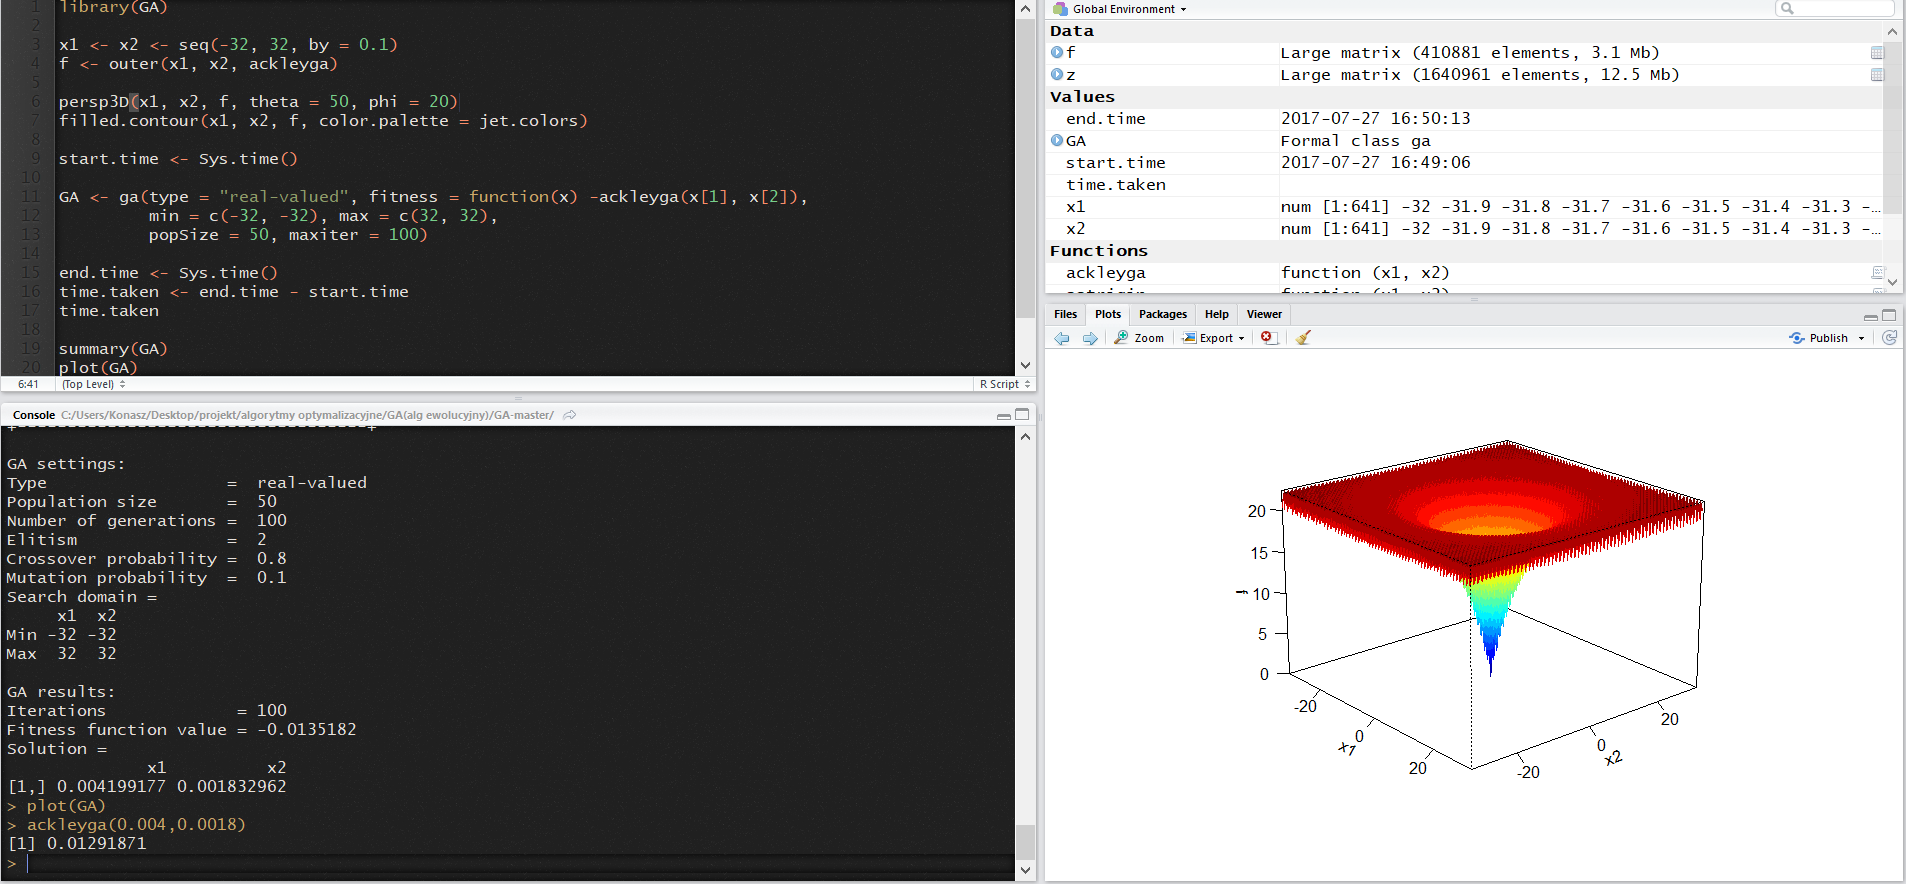 1 library(GA)
2
3 x1 <- x2 <- seq(-32, 32, by = 0.1)
4 f <- outer(x1, x2, ackleyga)
5
6 persp3D(x1, x2, f, theta = 50, phi = 20)
7 filled.contour(x1, x2, f, color.palette = jet.colors)
8
9 start.time <- Sys.time()
10
11 GA <- ga(type = "real-valued", fitness = function(x) -ackleyga(x[1], x[2]),
12 min = c(-32, -32), max = c(32, 32),
13 popSize = 50, maxiter = 100)
14
15 end.time <- Sys.time()
16 time.taken <- end.time - start.time
17 time.taken
18
19 summary(GA)
20 plot(GA)
6:41 (Top Level) R Script
Console C:/Users/Konasz/Desktop/projekt/algorytmy optymalizacyjne/GA(alg ewolucyjny)/GA-master/
GA settings:
Type = real-valued
Population size = 50
Number of generations = 100
Elitism = 2
Crossover probability = 0.8
Mutation probability = 0.1
Search domain =
x1 x2
Min -32 -32
Max 32 32
GA results:
Iterations = 100
Fitness function value = -0.0135182
Solution =
x1 x2
[1,] 0.004199177 0.001832962
> plot(GA)
> ackleyga(0.004,0.0018)
[1] 0.01291871
>
Global Environment
Data
f Large matrix (410881 elements, 3.1 Mb)
z Large matrix (1640961 elements, 12.5 Mb)
Values
end.time 2017-07-27 16:50:13
GA Formal class ga
start.time 2017-07-27 16:49:06
time.taken
x1 num [1:641] -32 -31.9 -31.8 -31.7 -31.6 -31.5 -31.4 -31.3 -…
x2 num [1:641] -32 -31.9 -31.8 -31.7 -31.6 -31.5 -31.4 -31.3 -…
Functions
ackleyga function (x1, x2)
function (x1, x2)
Files Plots Packages Help Viewer
Zoom Export Publish
20
15
10
5
0
f
-20
0
20
x1
-20
0
20
x2